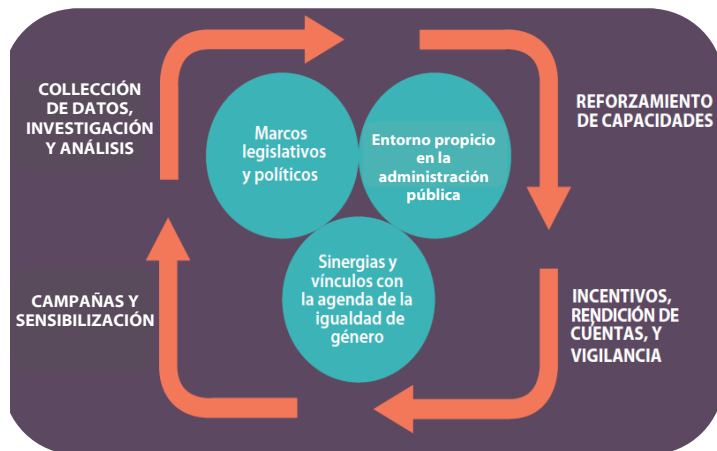 COLLECCIÓN
DE DATOS,
INVESTIGACIÓN
Y ANÁLISIS
Marcos
legislativos
y políticos
Entorno propicio
en la
administración
pública
REFORZAMIENTO
DE CAPACIDADES
Sinergias y
vínculos con
la agenda de la
igualdad de
género
CAMPAÑAS Y
SENSIBILIZACIÓN
INCENTIVOS,
RENDICIÓN DE
CUENTAS, Y
VIGILANCIA